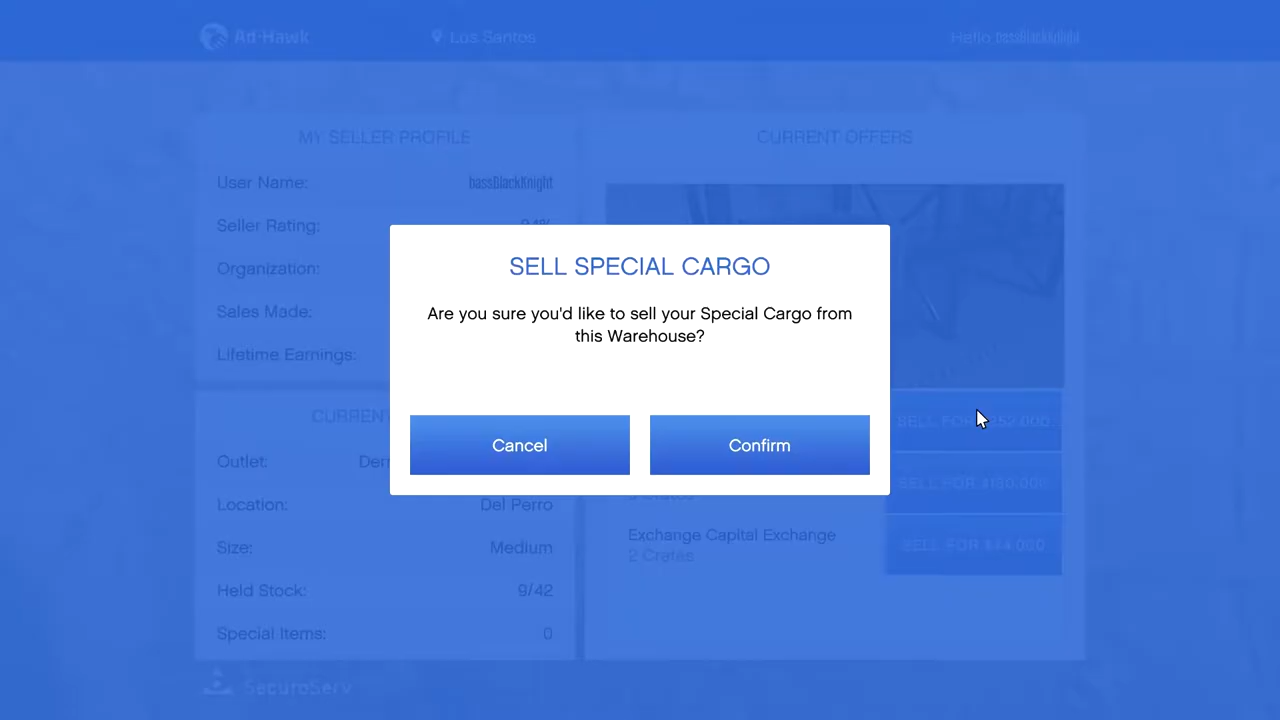 Ad-Hawk
Los Santos
Hello bassBlackKnight
MY SELLER PROFILE
User Name: bassBlackKnight
Seller Rating: 94%
Organization:
Sales Made:
Lifetime Earnings:
CURRENT
Outlet:
Location: Del Perro
Size: Medium
Held Stock: 9/42
Special Items: 0
CURRENT OFFERS
SELL SPECIAL CARGO
Are you sure you'd like to sell your Special Cargo from
this Warehouse?
Cancel
Confirm
Exchange Capital Exchange
2 Crates
SecuroServ